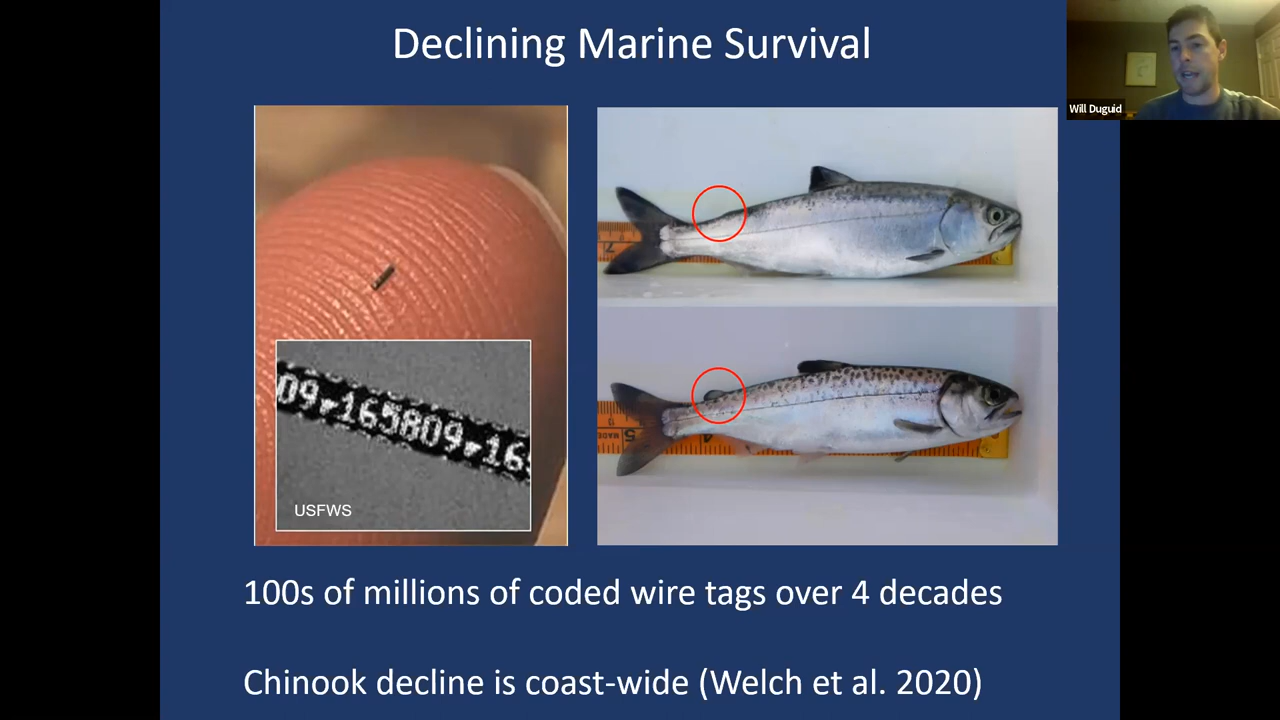 Declining Marine Survival
Will Duguid
09 165809 16
USFWS
100s of millions of coded wire tags over 4 decades
Chinook decline is coast-wide (Welch et al. 2020)